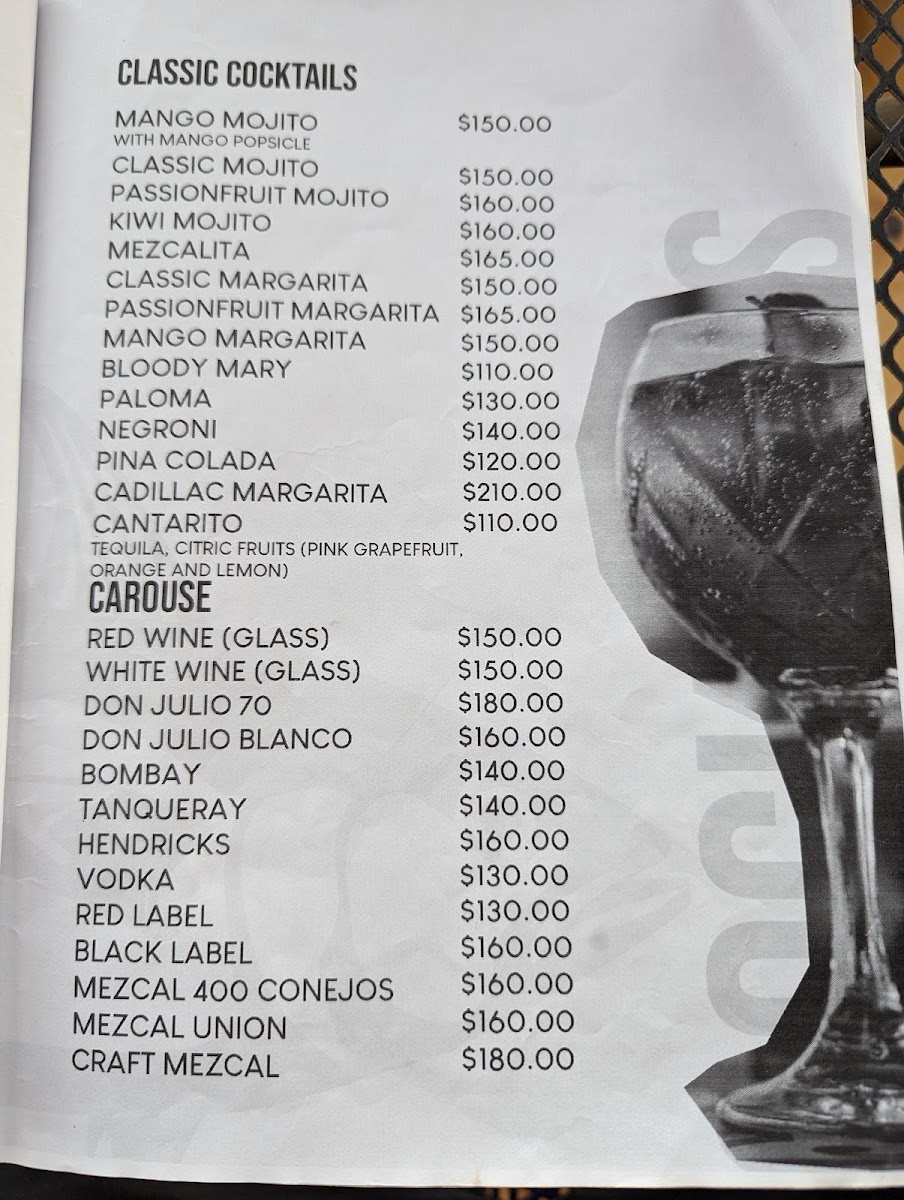 CLASSIC COCKTAILS
MANGO MOJITO $150.00
WITH MANGO POPSICLE
CLASSIC MOJITO $150.00
PASSIONFRUIT MOJITO $160.00
KIWI MOJITO $160.00
MEZCALITA $165.00
CLASSIC MARGARITA $150.00
PASSIONFRUIT MARGARITA $165.00
MANGO MARGARITA $150.00
BLOODY MARY $110.00
PALOMA $130.00
NEGRONI $140.00
PINA COLADA $120.00
CADILLAC MARGARITA $210.00
CANTARITO $110.00
TEQUILA, CITRIC FRUITS (PINK GRAPEFRUIT,
ORANGE AND LEMON)
CAROUSE
RED WINE (GLASS) $150.00
WHITE WINE (GLASS) $150.00
DON JULIO 70 $180.00
DON JULIO BLANCO $160.00
BOMBAY $140.00
TANQUERAY $140.00
HENDRICKS $160.00
VODKA $130.00
RED LABEL $130.00
BLACK LABEL $160.00
MEZCAL 400 CONEJOS $160.00
MEZCAL UNION $160.00
CRAFT MEZCAL $180.00